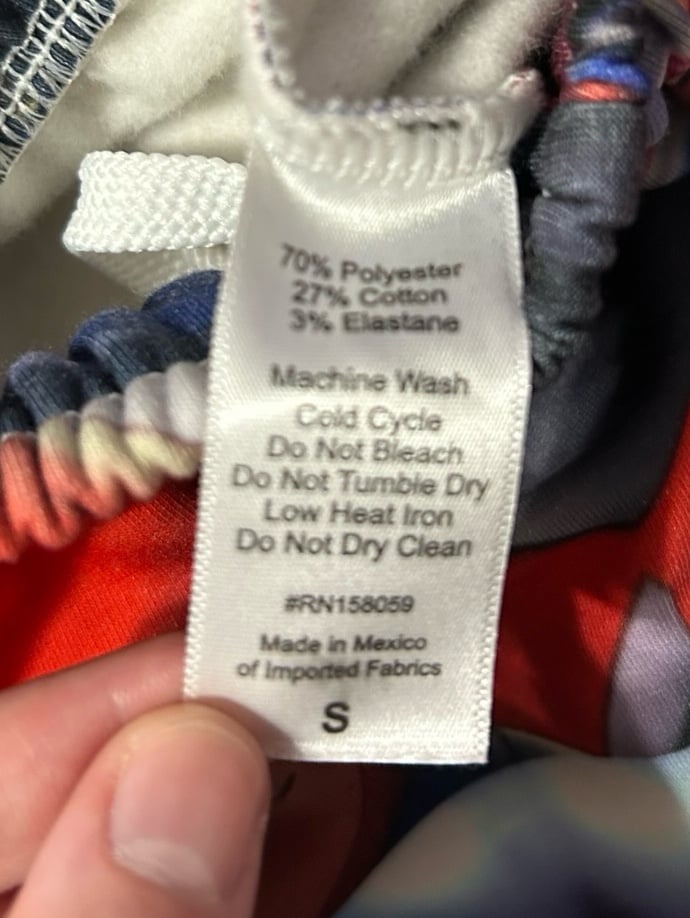 70% Polyester
27% Cotton
3% Elastane
Machine Wash
Cold Cycle
Do Not Bleach
Do Not Tumble Dry
Low Heat Iron
Do Not Dry Clean
#RN158059
Made in Mexico
of Imported Fabrics
S